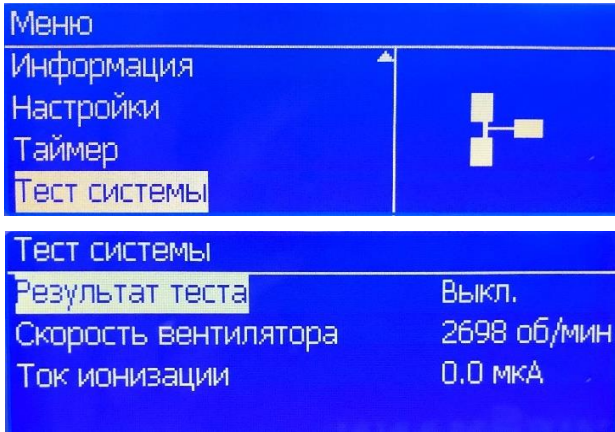 Меню
Информация
Настройки
Таймер
Тест системы
Тест системы
Результат теста Выкл.
Скорость вентилятора 2698 об/мин
Ток ионизации 0.0 мкА